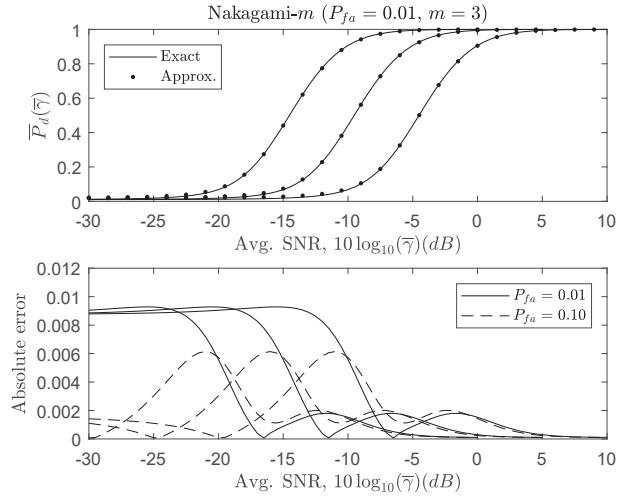 Nakagami-m (P_fa = 0.01, m = 3)
P̅_d(γ̅)
1
0.8
0.6
0.4
0.2
0
Exact
Approx.
-30 -25 -20 -15 -10 -5 0 5 10
Avg. SNR, 10 log₁₀(γ̅)(dB)
Absolute error
0.012
0.01
0.008
0.006
0.004
0.002
0
P_fa = 0.01
P_fa = 0.10
-30 -25 -20 -15 -10 -5 0 5 10
Avg. SNR, 10 log₁₀(γ̅)(dB)